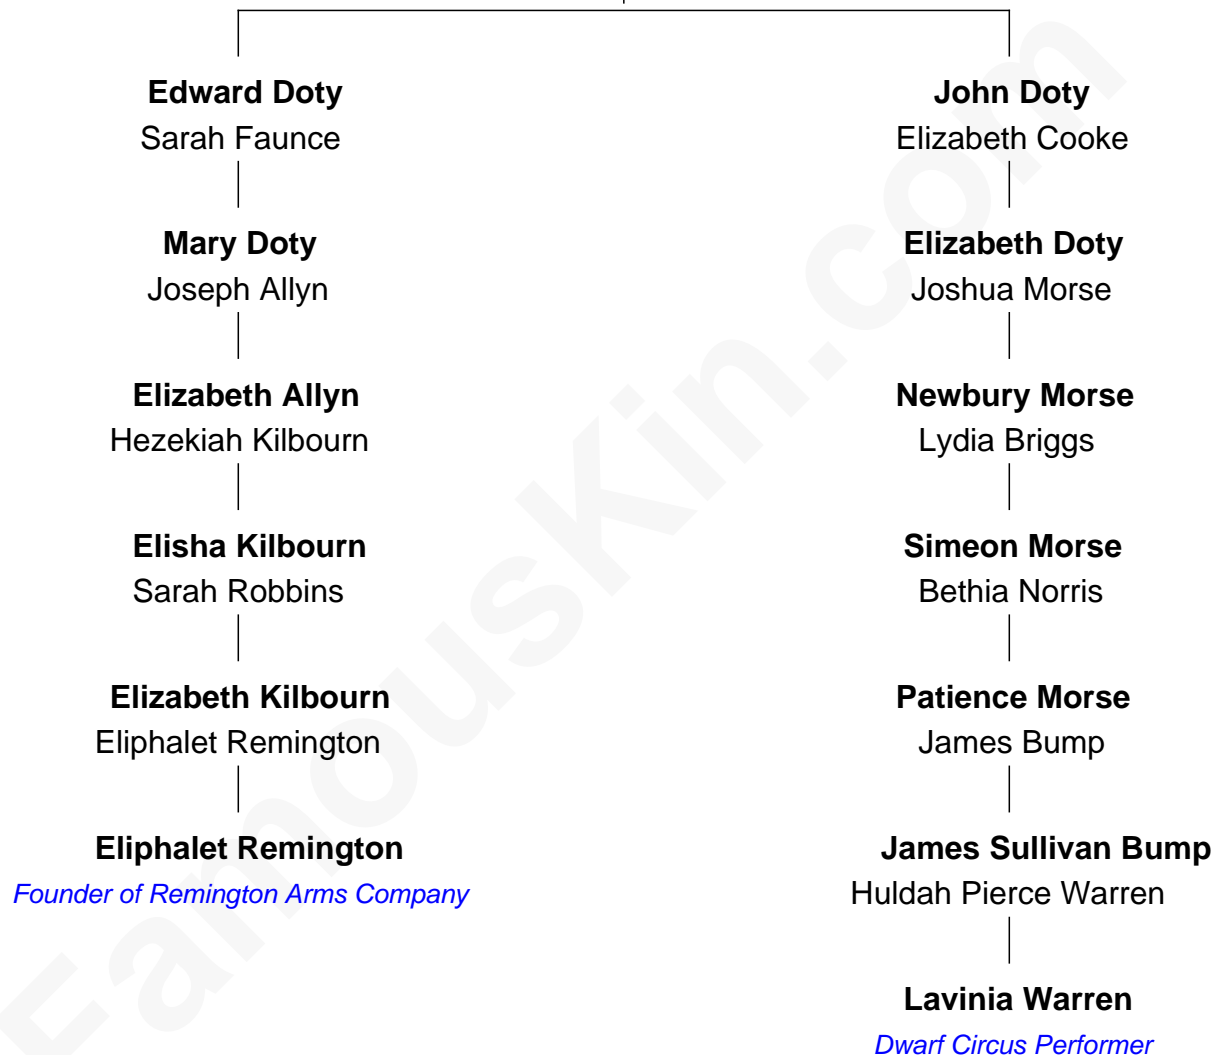 Edward Doty
Sarah Faunce
Mary Doty
Joseph Allyn
Elizabeth Allyn
Hezekiah Kilbourn
Elisha Kilbourn
Sarah Robbins
Elizabeth Kilbourn
Eliphalet Remington
Eliphalet Remington
Founder of Remington Arms Company
John Doty
Elizabeth Cooke
Elizabeth Doty
Joshua Morse
Newbury Morse
Lydia Briggs
Simeon Morse
Bethia Norris
Patience Morse
James Bump
James Sullivan Bump
Huldah Pierce Warren
Lavinia Warren
Dwarf Circus Performer
FamousKin.com